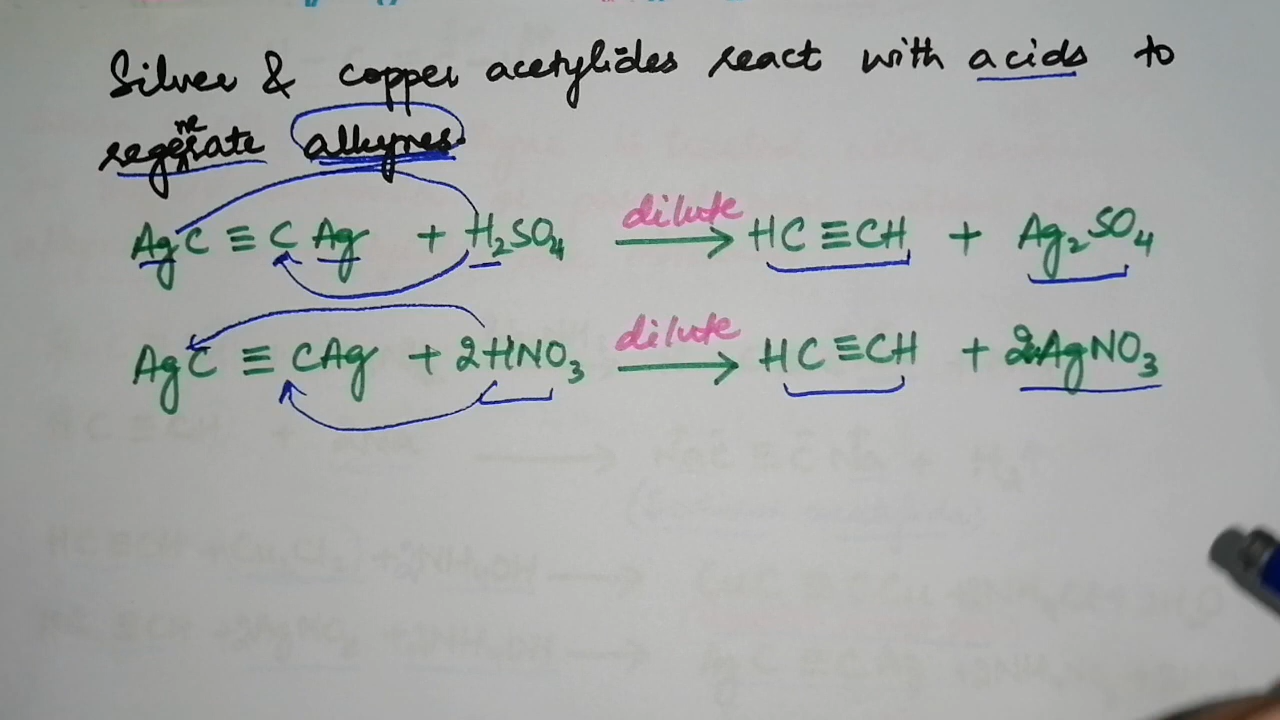 Silver & copper acetylides react with acids to
regenerate alkynes.
AgC ≡ CAg + H₂SO₄ dilute → HC ≡ CH + Ag₂SO₄
AgC ≡ CAg + 2HNO₃ dilute → HC ≡ CH + 2AgNO₃